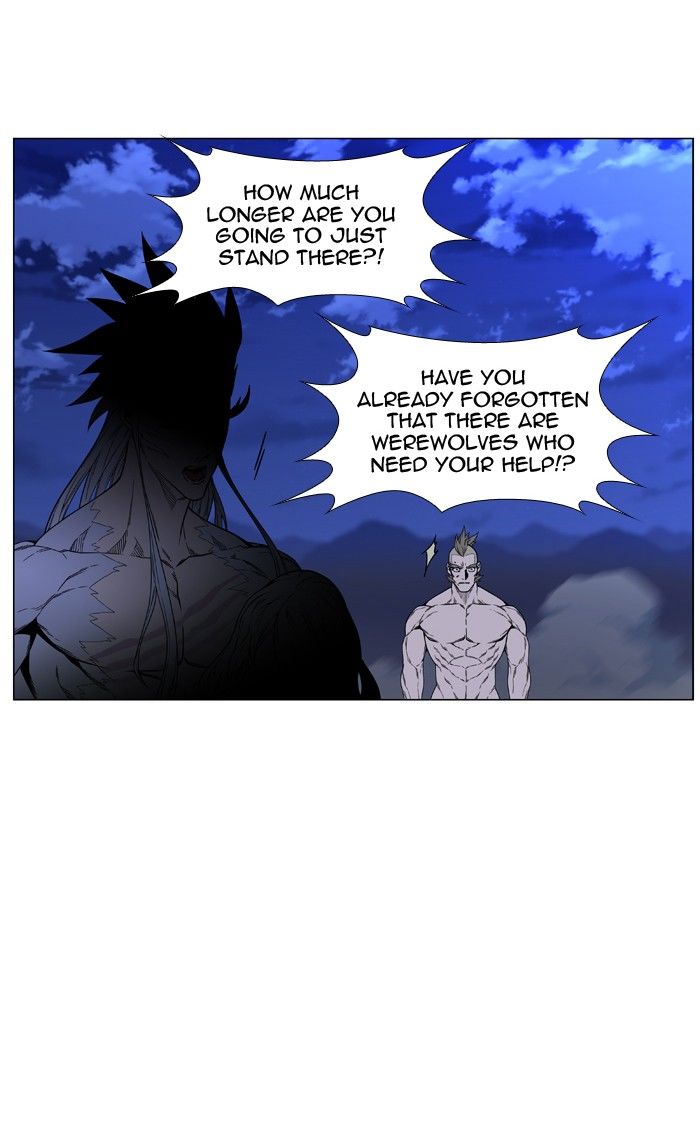 HOW MUCH
LONGER ARE YOU
GOING TO JUST
STAND THERE?!
HAVE YOU
ALREADY FORGOTTEN
THAT THERE ARE
WEREWOLVES WHO
NEED YOUR HELP!?